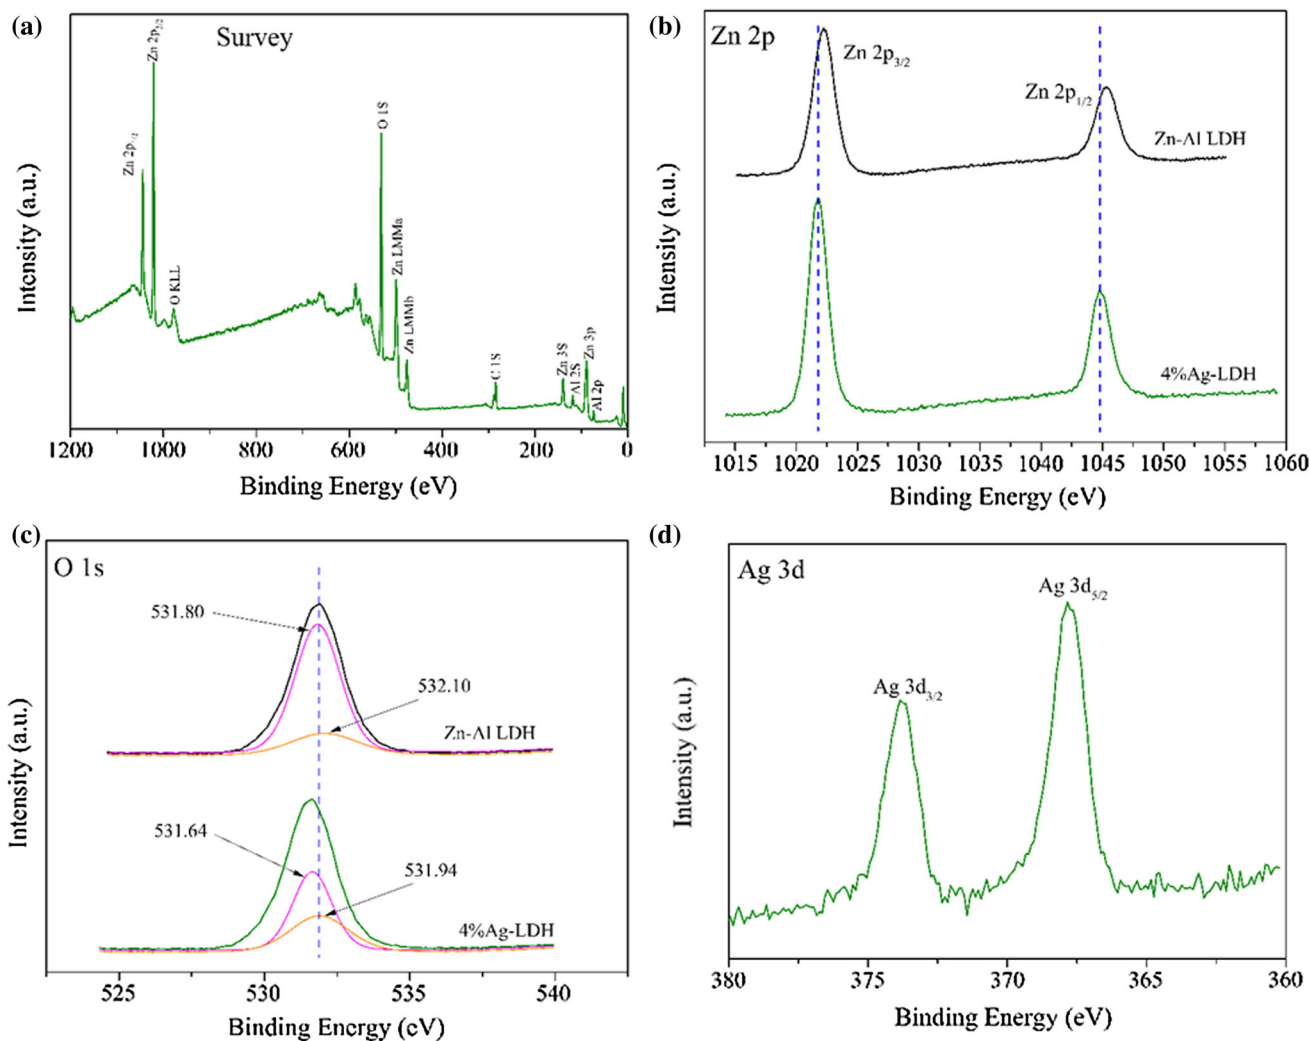 (a)
Survey
Zn 2p1/2
Zn 2p3/2
O KLL
O 1S
Zn LMMa
Zn LMMb
C 1S
Zn 3S
Al 2S
Zn 3p
Al 2p
Intensity (a.u.)
1200 1000 800 600 400 200 0
Binding Energy (eV)
(b)
Zn 2p
Zn 2p3/2
Zn 2p1/2
Zn-Al LDH
4%Ag-LDH
Intensity (a.u.)
1015 1020 1025 1030 1035 1040 1045 1050 1055 1060
Binding Energy (eV)
(c)
O 1s
531.80
532.10
Zn-Al LDH
531.64
531.94
4%Ag-LDH
Intensity (a.u.)
525 530 535 540
Binding Energy (eV)
(d)
Ag 3d
Ag 3d5/2
Ag 3d3/2
Intensity (a.u.)
380 375 370 365 360
Binding Energy (eV)